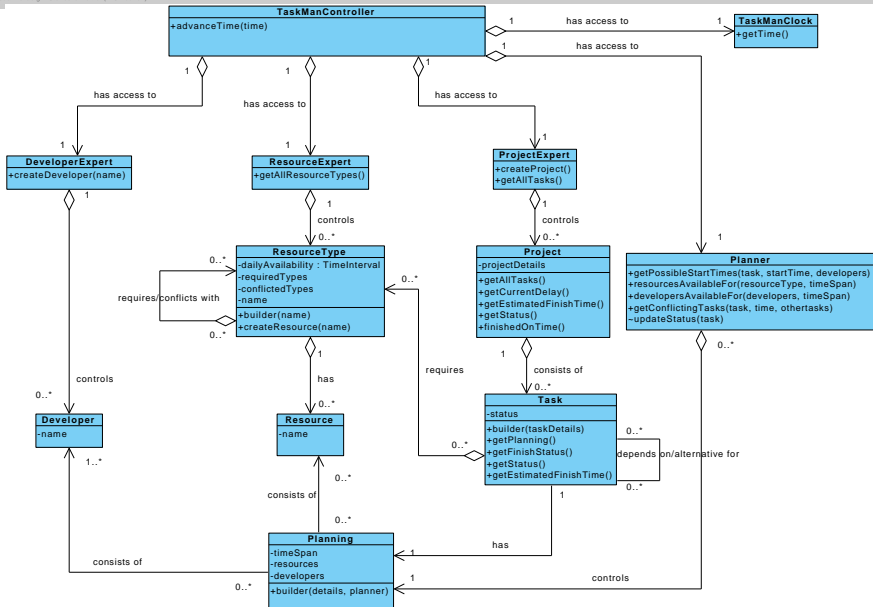 TaskManController
+advanceTime(time)
TaskManClock
+getTime()
1
has access to
1
1
has access to
1
1
1
has access to
has access to
has access to
1
1
1
1
DeveloperExpert
+createDeveloper(name)
ResourceExpert
+getAllResourceTypes()
ProjectExpert
+createProject()
+getAllTasks()
1
1
1
controls
controls
0..*
0..*
ResourceType
-dailyAvailability : TimeInterval
-requiredTypes
-conflictedTypes
-name
+builder(name)
+createResource(name)
0..*
requires/conflicts with
0..*
Project
-projectDetails
+getAllTasks()
+getCurrentDelay()
+getEstimatedFinishTime()
+getStatus()
+finishedOnTime()
Planner
+getPossibleStartTimes(task, startTime, developers)
+resourcesAvailableFor(resourceType, timeSpan)
+developersAvailableFor(developers, timeSpan)
+getConflictingTasks(task, time, othertasks)
~updateStatus(task)
0..*
0..*
1
has
0..*
1
consists of
0..*
requires
0..*
controls
0..*
Developer
-name
1..*
Resource
-name
0..*
consists of
0..*
Task
-status
+builder(taskDetails)
+getPlanning()
+getFinishStatus()
+getStatus()
+getEstimatedFinishTime()
0..*
depends on/alternative for
0..*
1
has
1
Planning
-timeSpan
-resources
-developers
+builder(details, planner)
consists of
0..*
1
controls